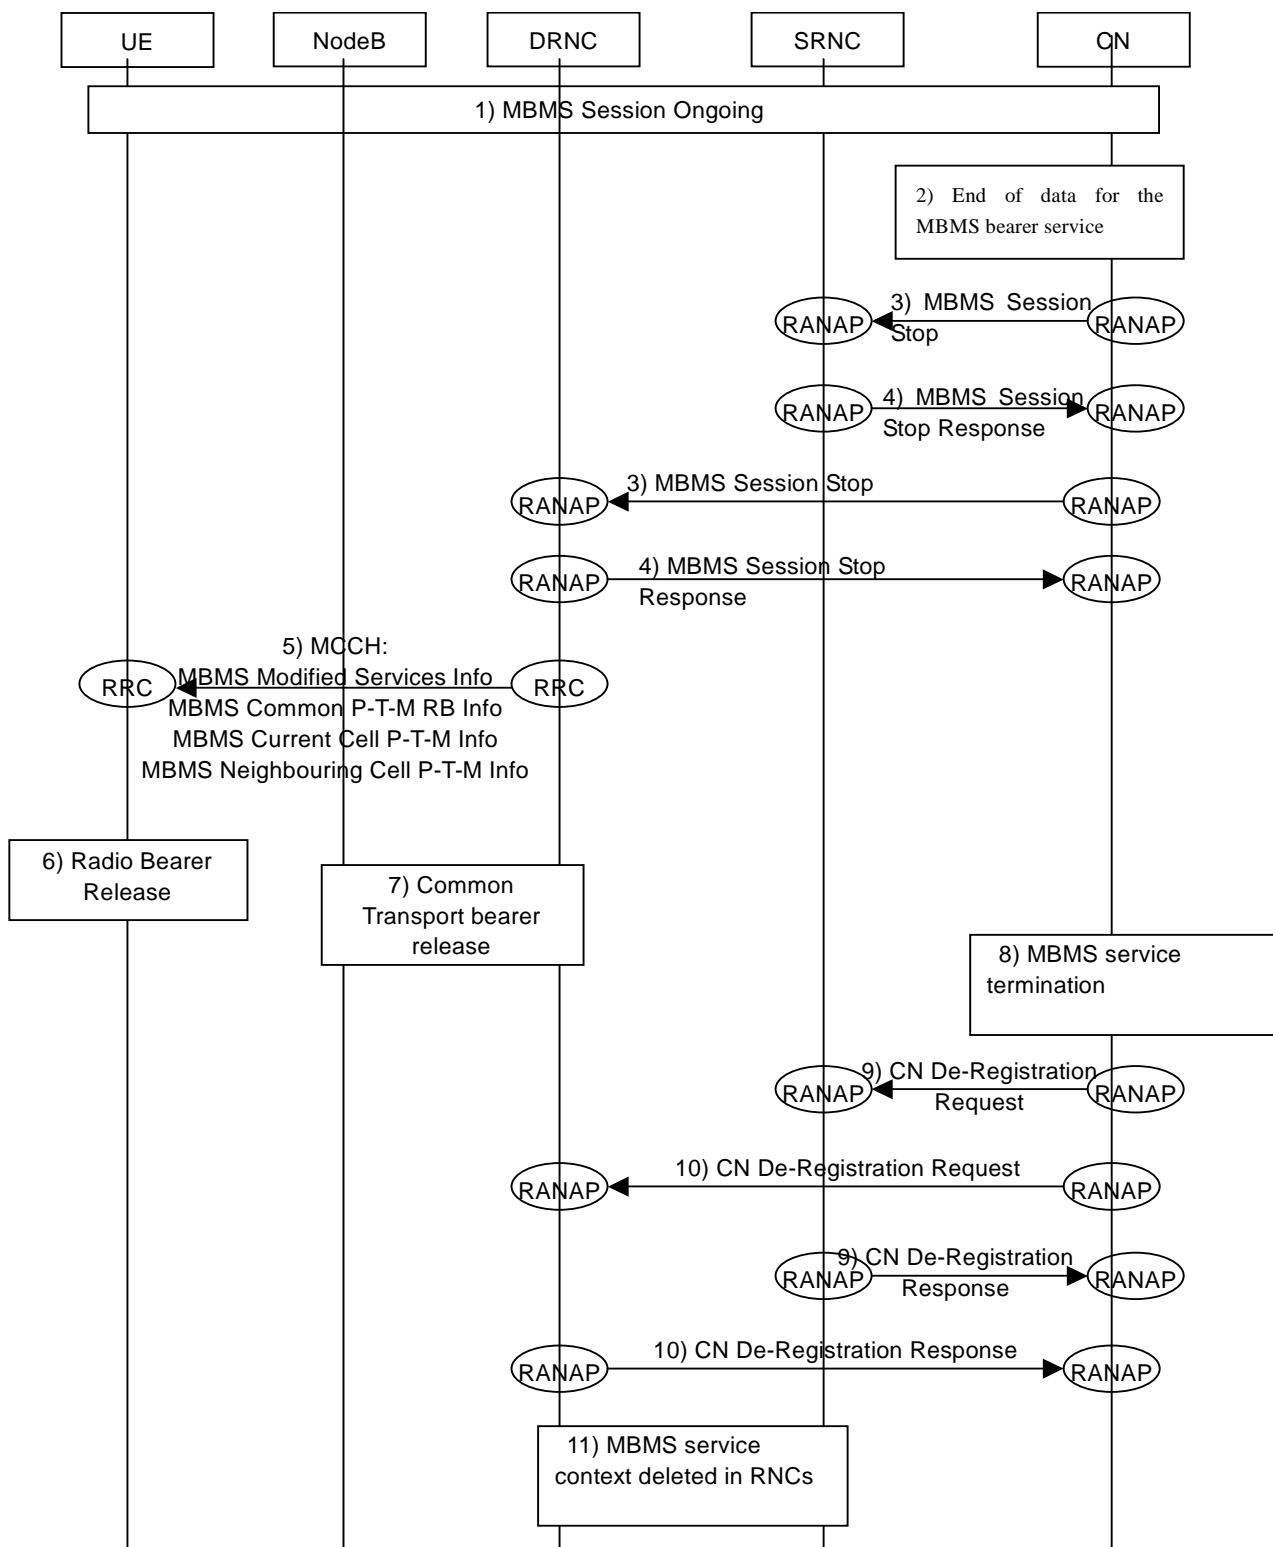 UE NodeB DRNC SRNC CN
1) MBMS Session Ongoing
2) End of data for the
MBMS bearer service
3) MBMS Session
Stop
RANAP RANAP
4) MBMS Session
Stop Response
RANAP RANAP
3) MBMS Session Stop
RANAP RANAP
4) MBMS Session Stop
Response
RANAP RANAP
5) MCCH:
MBMS Modified Services Info
MBMS Common P-T-M RB Info
MBMS Current Cell P-T-M Info
MBMS Neighbouring Cell P-T-M Info
RRC RRC
6) Radio Bearer
Release
7) Common
Transport bearer
release
8) MBMS service
termination
9) CN De-Registration
Request
RANAP RANAP
10) CN De-Registration Request
RANAP RANAP
9) CN De-Registration
Response
RANAP RANAP
10) CN De-Registration Response
RANAP RANAP
11) MBMS service
context deleted in RNCs